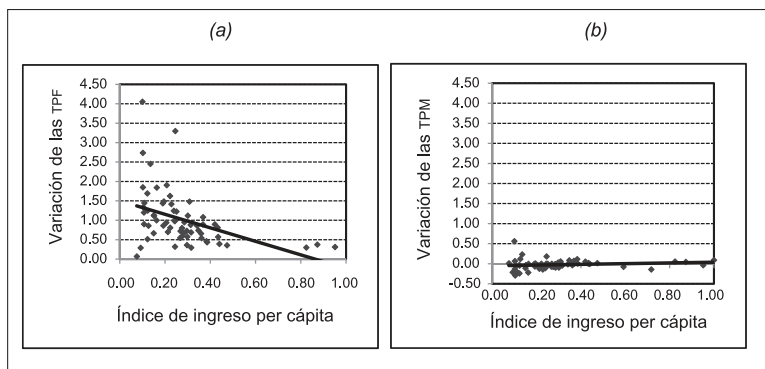 (a)
Variación de las TPF
4.50
4.00
3.50
3.00
2.50
2.00
1.50
1.00
0.50
0.00
0.00 0.20 0.40 0.60 0.80 1.00
Índice de ingreso per cápita
(b)
Variación de las TPM
4.50
4.00
3.50
3.00
2.50
2.00
1.50
1.00
0.50
0.00
-0.50
0.00 0.20 0.40 0.60 0.80 1.00
Índice de ingreso per cápita